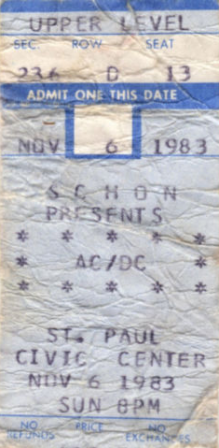 UPPER LEVEL
SEC. ROW SEAT
236 D 13
ADMIT ONE THIS DATE
NOV 6 1983
SCHON
PRESENTS
* * * * *
* AC/DC *
* * * * *
ST. PAUL
CIVIC CENTER
NOV 6 1983
SUN 8PM
NO REFUNDS PRICE NO EXCHANGES